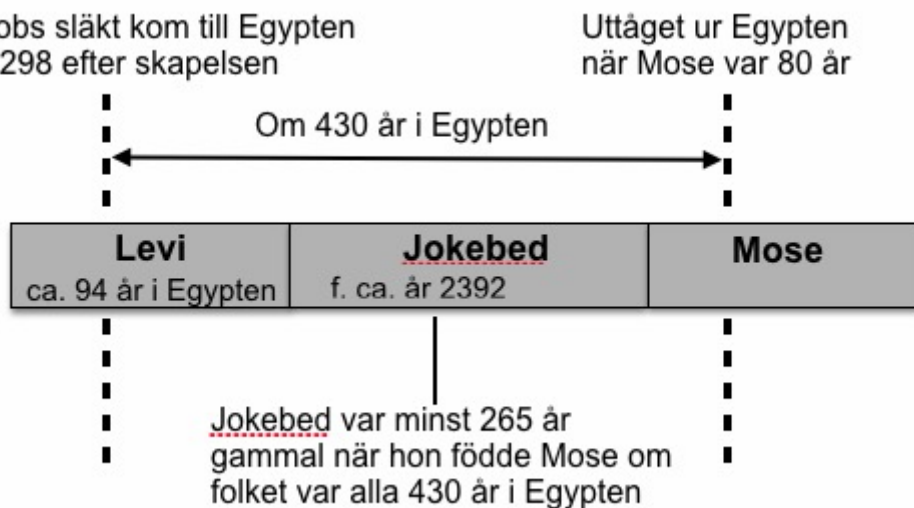 obs släkt kom till Egypten
298 efter skapelsen
Uttåget ur Egypten
när Mose var 80 år
Om 430 år i Egypten
Levi
ca. 94 år i Egypten
Jokebed
f. ca. år 2392
Mose
Jokebed var minst 265 år
gammal när hon födde Mose om
folket var alla 430 år i Egypten